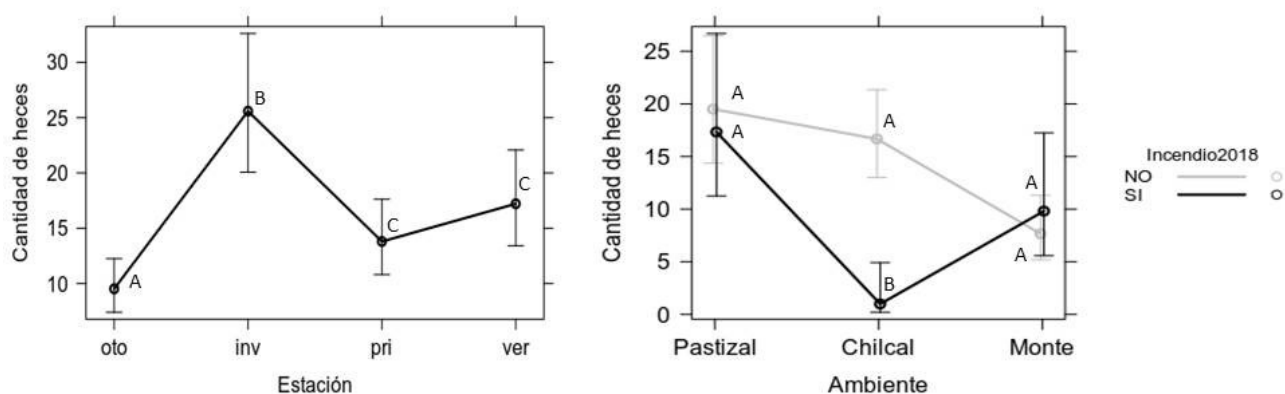 Cantidad de heces
30
25
20
15
10
A
B
C
C
oto inv pri ver
Estación
Cantidad de heces
25
20
15
10
5
0
A
A
A
B
A
A
Pastizal Chilcal Monte
Ambiente
Incendio2018
NO
SI